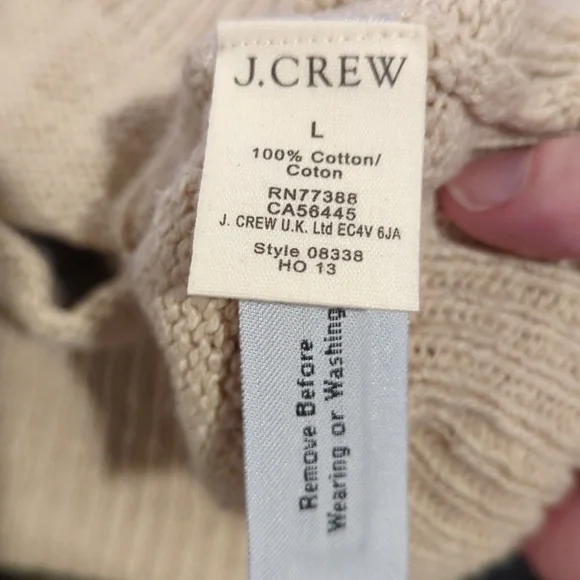 J.CREW
L
100% Cotton/
Coton
RN77388
CA56445
J. CREW U.K. Ltd EC4V 6JA
Style 08338
HO 13
Remove Before
Wearing or Washing